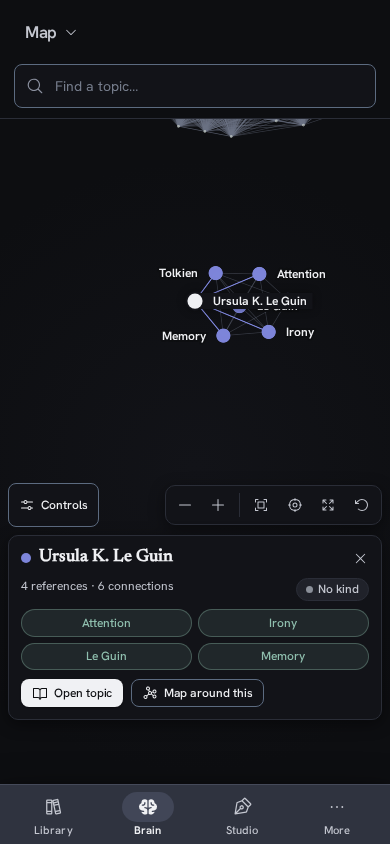 Map
Find a topic...
Tolkien
Attention
Ursula K. Le Guin
Memory
Irony
Controls
Ursula K. Le Guin
4 references · 6 connections
No kind
Attention
Irony
Le Guin
Memory
Open topic
Map around this
Library
Brain
Studio
More